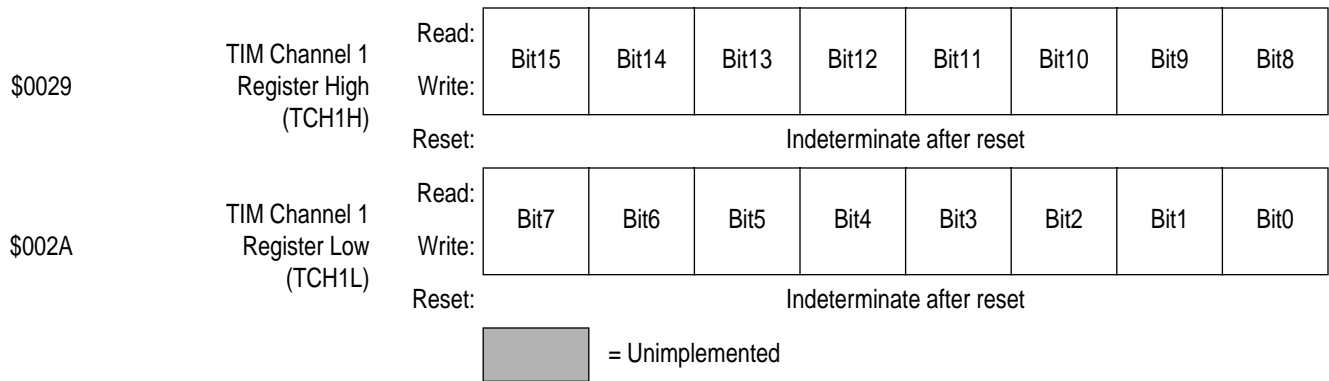 $0029 TIM Channel 1 Register High (TCH1H)
Read:
Write:
Bit15 Bit14 Bit13 Bit12 Bit11 Bit10 Bit9 Bit8
Reset: Indeterminate after reset
$002A TIM Channel 1 Register Low (TCH1L)
Read:
Write:
Bit7 Bit6 Bit5 Bit4 Bit3 Bit2 Bit1 Bit0
Reset: Indeterminate after reset
= Unimplemented